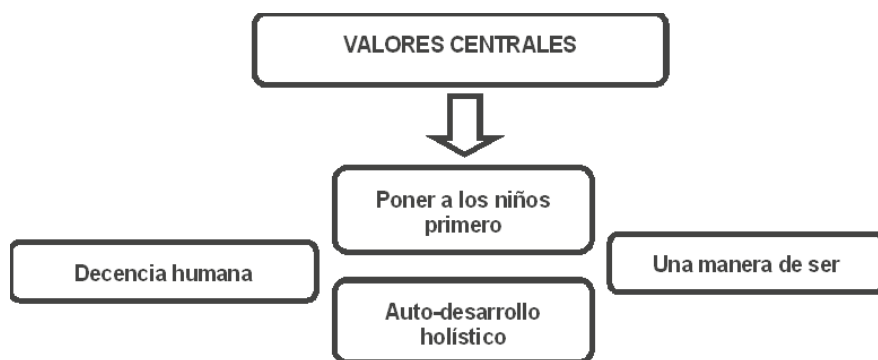 VALORES CENTRALES
Poner a los niños
primero
Decencia humana
Una manera de ser
Auto-desarrollo
holístico